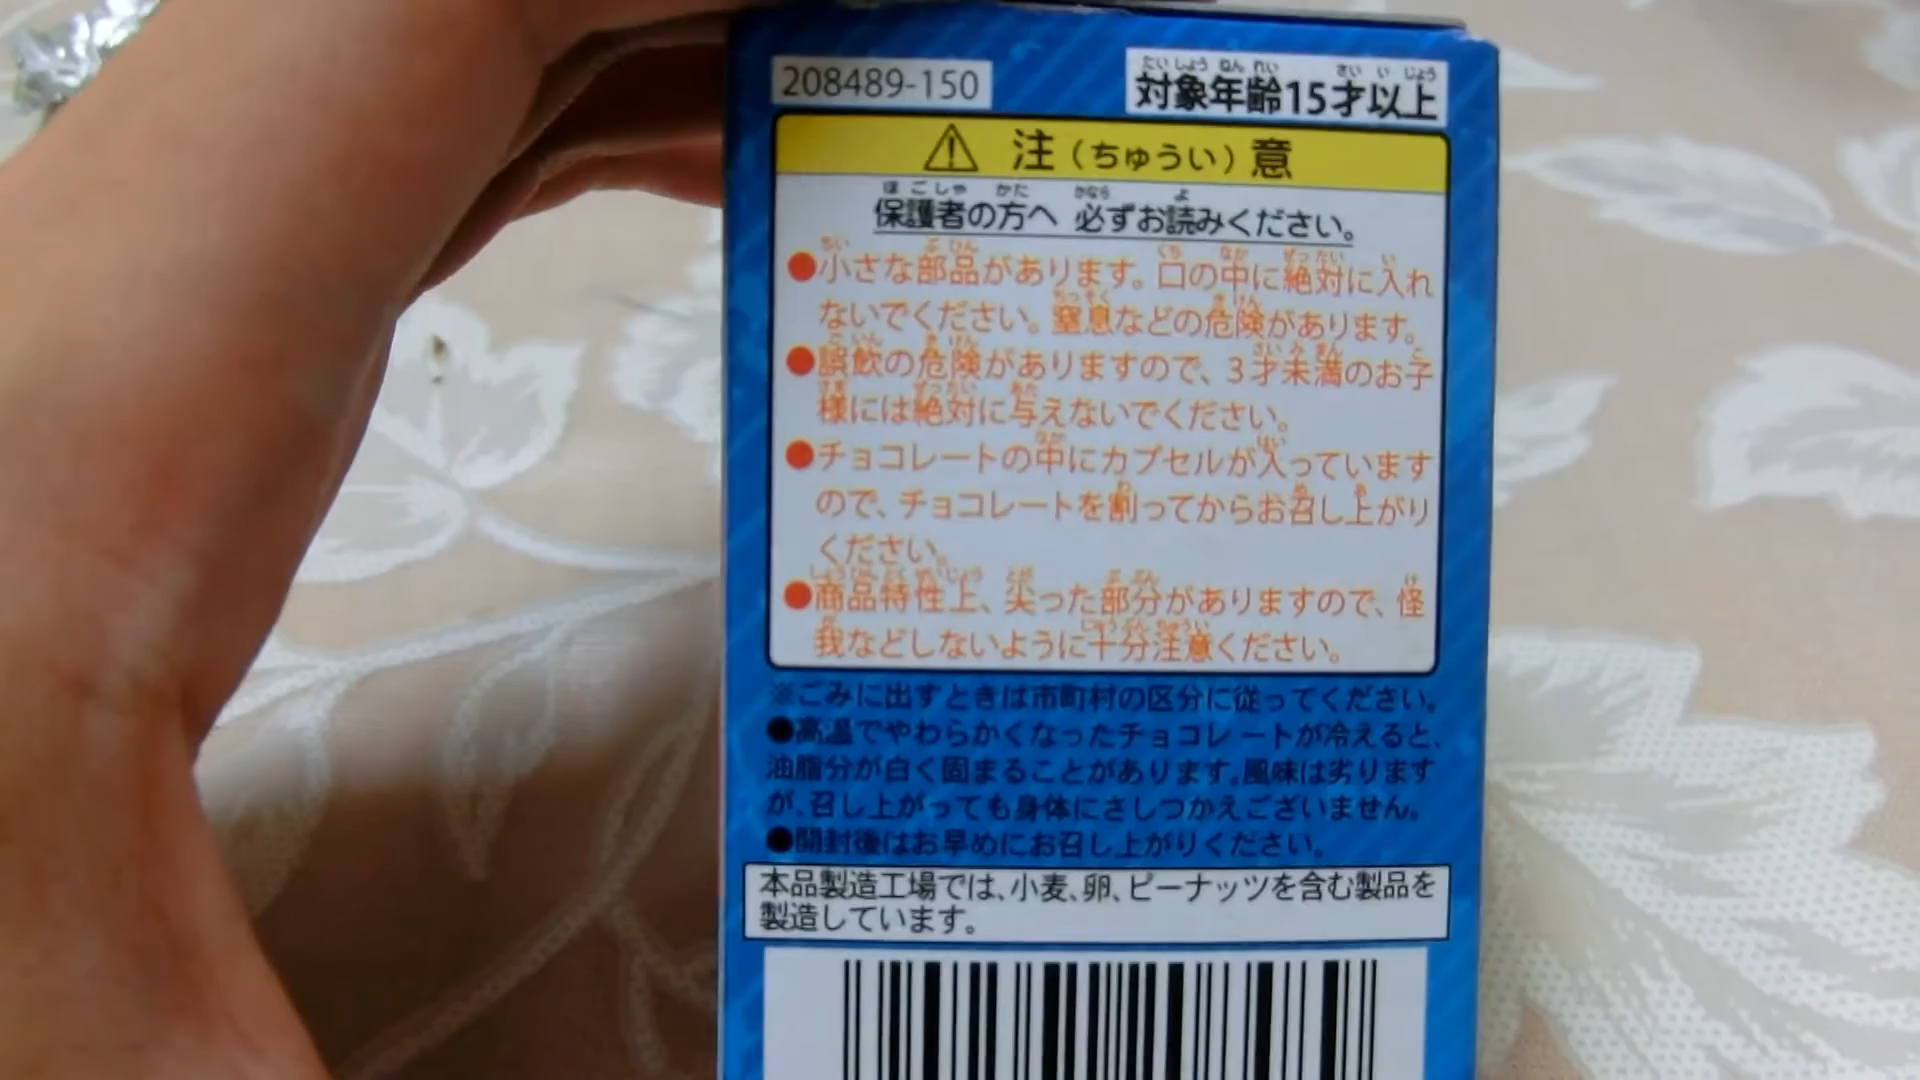 208489-150
対象年齢15才以上
注(ちゅうい)意
保護者の方へ 必ずお読みください。
●小さな部品があります。口の中に絶対に入れ
ないでください。窒息などの危険があります。
●誤飲の危険がありますので、3才未満のお子
様には絶対に与えないでください。
●チョコレートの中にカプセルが入っています
ので、チョコレートを割ってからお召し上がり
ください。
●商品特性上、尖った部分がありますので、怪
我などしないように十分注意ください。
※ごみに出すときは市町村の区分に従ってください。
●高温でやわらかくなったチョコレートが冷えると、
油脂分が白く固まることがあります。風味は劣ります
が、召し上がっても身体にさしつかえございません。
●開封後はお早めにお召し上がりください。
本品製造工場では、小麦、卵、ピーナッツを含む製品を
製造しています。